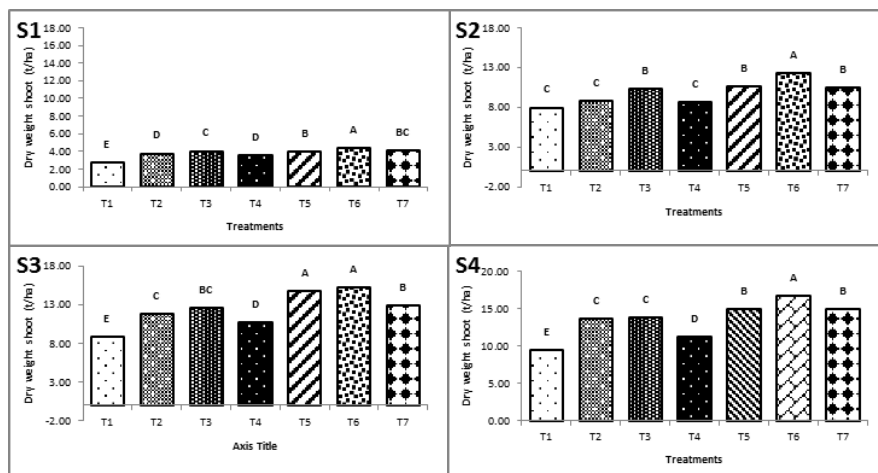 S1
Dry weight shoot (t/ha)
18.00
16.00
14.00
12.00
10.00
8.00
6.00
4.00
2.00
0.00
E D C D B A BC
T1 T2 T3 T4 T5 T6 T7
Treatments
S2
Dry weight shoot (t/ha)
18.00
13.00
8.00
3.00
-2.00
C C B C B A B
T1 T2 T3 T4 T5 T6 T7
Treatments
S3
Dry weight shoot (t/ha)
18.00
13.00
8.00
3.00
-2.00
E C BC D A A B
T1 T2 T3 T4 T5 T6 T7
Axis Title
S4
Dry weight shoot (t/ha)
20.00
15.00
10.00
5.00
0.00
E C C D B A B
T1 T2 T3 T4 T5 T6 T7
Treatments